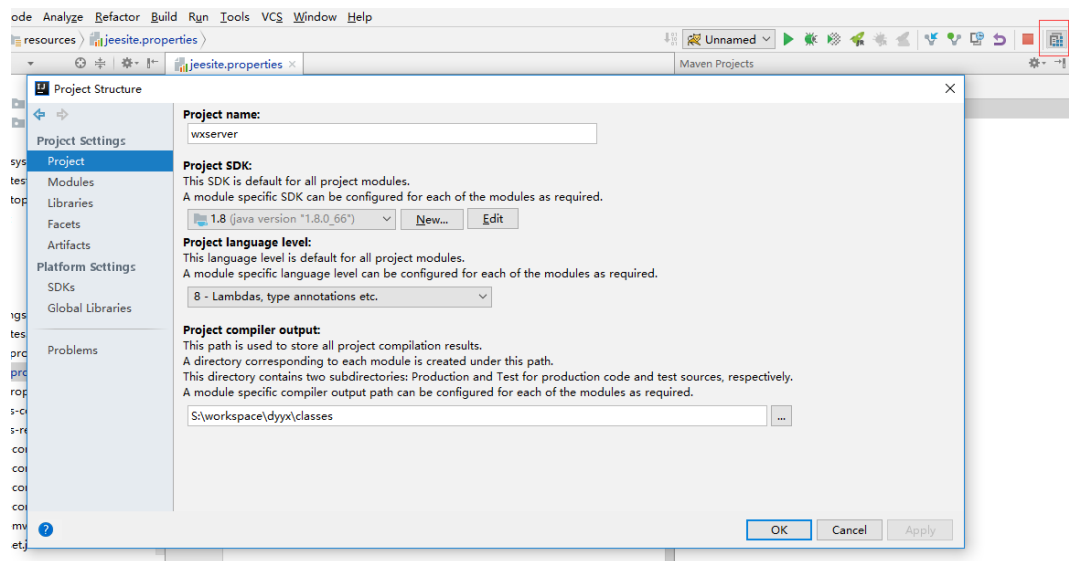 ode Analyze Refactor Build Run Tools VCS Window Help
resources jeesite.properties
Unnamed
jeesite.properties
Maven Projects
Project Structure
Project Settings
Project
Modules
Libraries
Facets
Artifacts
Platform Settings
SDKs
Global Libraries
Problems
Project name:
wxserver
Project SDK:
This SDK is default for all project modules.
A module specific SDK can be configured for each of the modules as required.
1.8 (java version "1.8.0_66")
New...
Edit
Project language level:
This language level is default for all project modules.
A module specific language level can be configured for each of the modules as required.
8 - Lambdas, type annotations etc.
Project compiler output:
This path is used to store all project compilation results.
A directory corresponding to each module is created under this path.
This directory contains two subdirectories: Production and Test for production code and test sources, respectively.
A module specific compiler output path can be configured for each of the modules as required.
S:\workspace\dyyx\classes
...
OK
Cancel
Apply